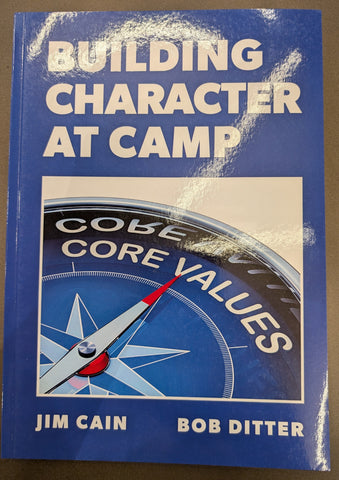 BUILDING
CHARACTER
AT CAMP
CORE
CORE VALUES
JIM CAIN BOB DITTER